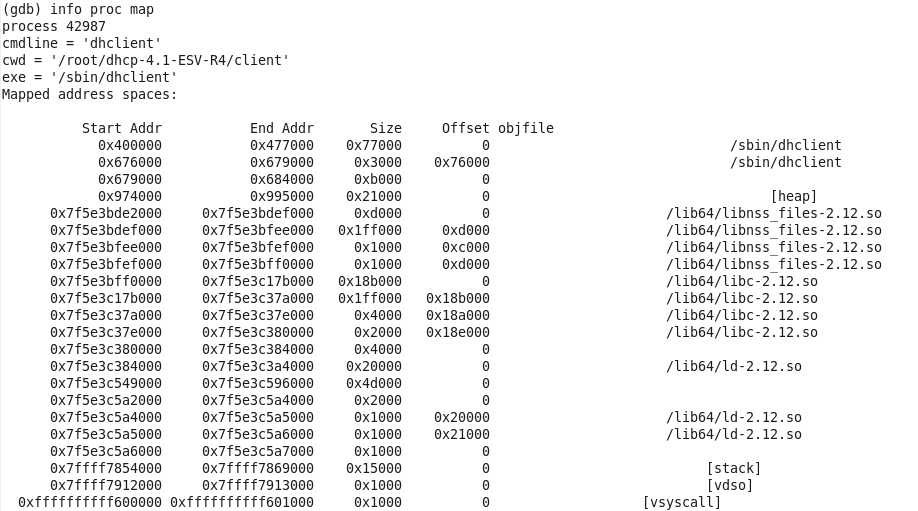 (gdb) info proc map
process 42987
cmdline = 'dhclient'
cwd = '/root/dhcp-4.1-ESV-R4/client'
exe = '/sbin/dhclient'
Mapped address spaces:
Start Addr End Addr Size Offset objfile
0x400000 0x477000 0x77000 0 /sbin/dhclient
0x676000 0x679000 0x3000 0x76000 /sbin/dhclient
0x679000 0x684000 0xb000 0
0x974000 0x995000 0x21000 0 [heap]
0x7f5e3bde2000 0x7f5e3bdef000 0xd000 0 /lib64/libnss_files-2.12.so
0x7f5e3bdef000 0x7f5e3bfee000 0x1ff000 0xd000 /lib64/libnss_files-2.12.so
0x7f5e3bfee000 0x7f5e3bfef000 0x1000 0xc000 /lib64/libnss_files-2.12.so
0x7f5e3bfef000 0x7f5e3bff0000 0x1000 0xd000 /lib64/libnss_files-2.12.so
0x7f5e3bff0000 0x7f5e3c17b000 0x18b000 0 /lib64/libc-2.12.so
0x7f5e3c17b000 0x7f5e3c37a000 0x1ff000 0x18b000 /lib64/libc-2.12.so
0x7f5e3c37a000 0x7f5e3c37e000 0x4000 0x18a000 /lib64/libc-2.12.so
0x7f5e3c37e000 0x7f5e3c380000 0x2000 0x18e000 /lib64/libc-2.12.so
0x7f5e3c380000 0x7f5e3c384000 0x4000 0
0x7f5e3c384000 0x7f5e3c3a4000 0x20000 0 /lib64/ld-2.12.so
0x7f5e3c549000 0x7f5e3c596000 0x4d000 0
0x7f5e3c5a2000 0x7f5e3c5a4000 0x2000 0
0x7f5e3c5a4000 0x7f5e3c5a5000 0x1000 0x20000 /lib64/ld-2.12.so
0x7f5e3c5a5000 0x7f5e3c5a6000 0x1000 0x21000 /lib64/ld-2.12.so
0x7f5e3c5a6000 0x7f5e3c5a7000 0x1000 0
0x7ffff7854000 0x7ffff7869000 0x15000 0 [stack]
0x7ffff7912000 0x7ffff7913000 0x1000 0 [vdso]
0xffffffffff600000 0xffffffffff601000 0x1000 0 [vsyscall]